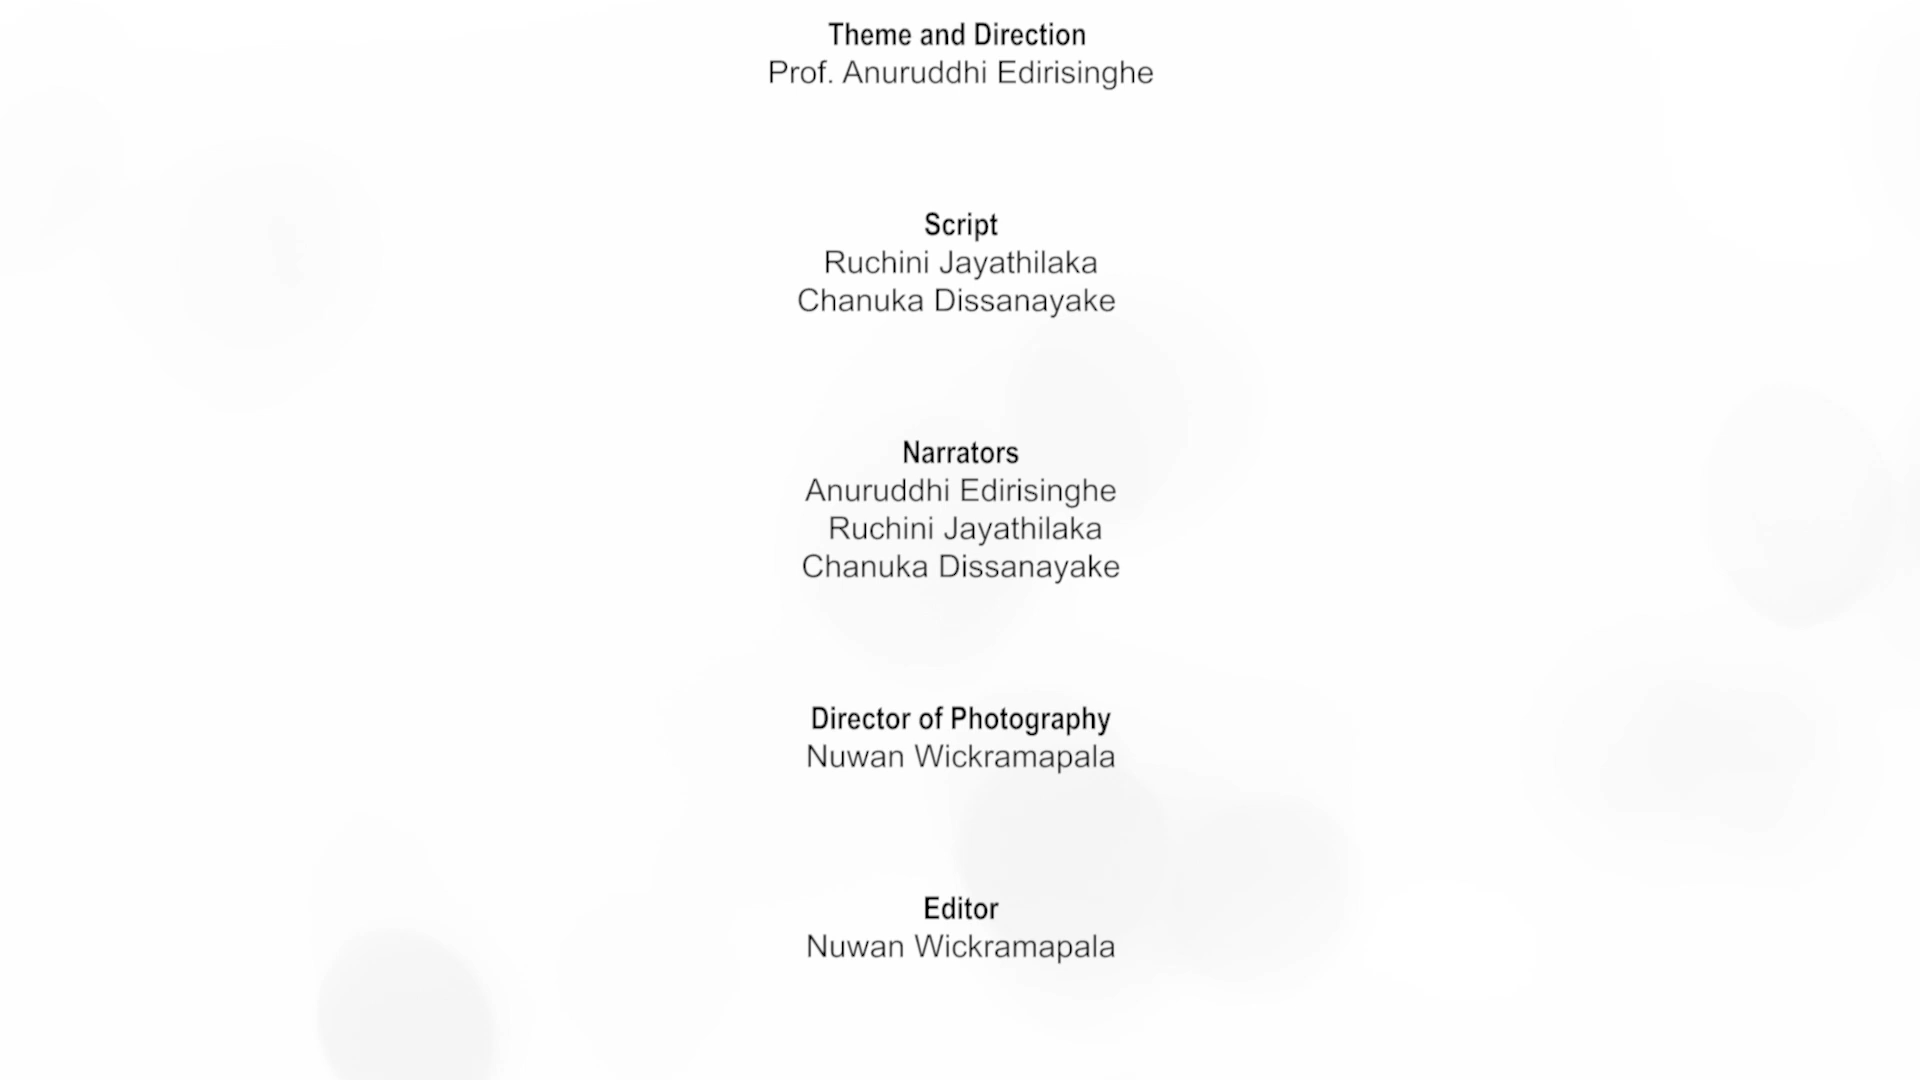 Theme and Direction
Prof. Anuruddhi Edirisinghe
Script
Ruchini Jayathilaka
Chanuka Dissanayake
Narrators
Anuruddhi Edirisinghe
Ruchini Jayathilaka
Chanuka Dissanayake
Director of Photography
Nuwan Wickramapala
Editor
Nuwan Wickramapala